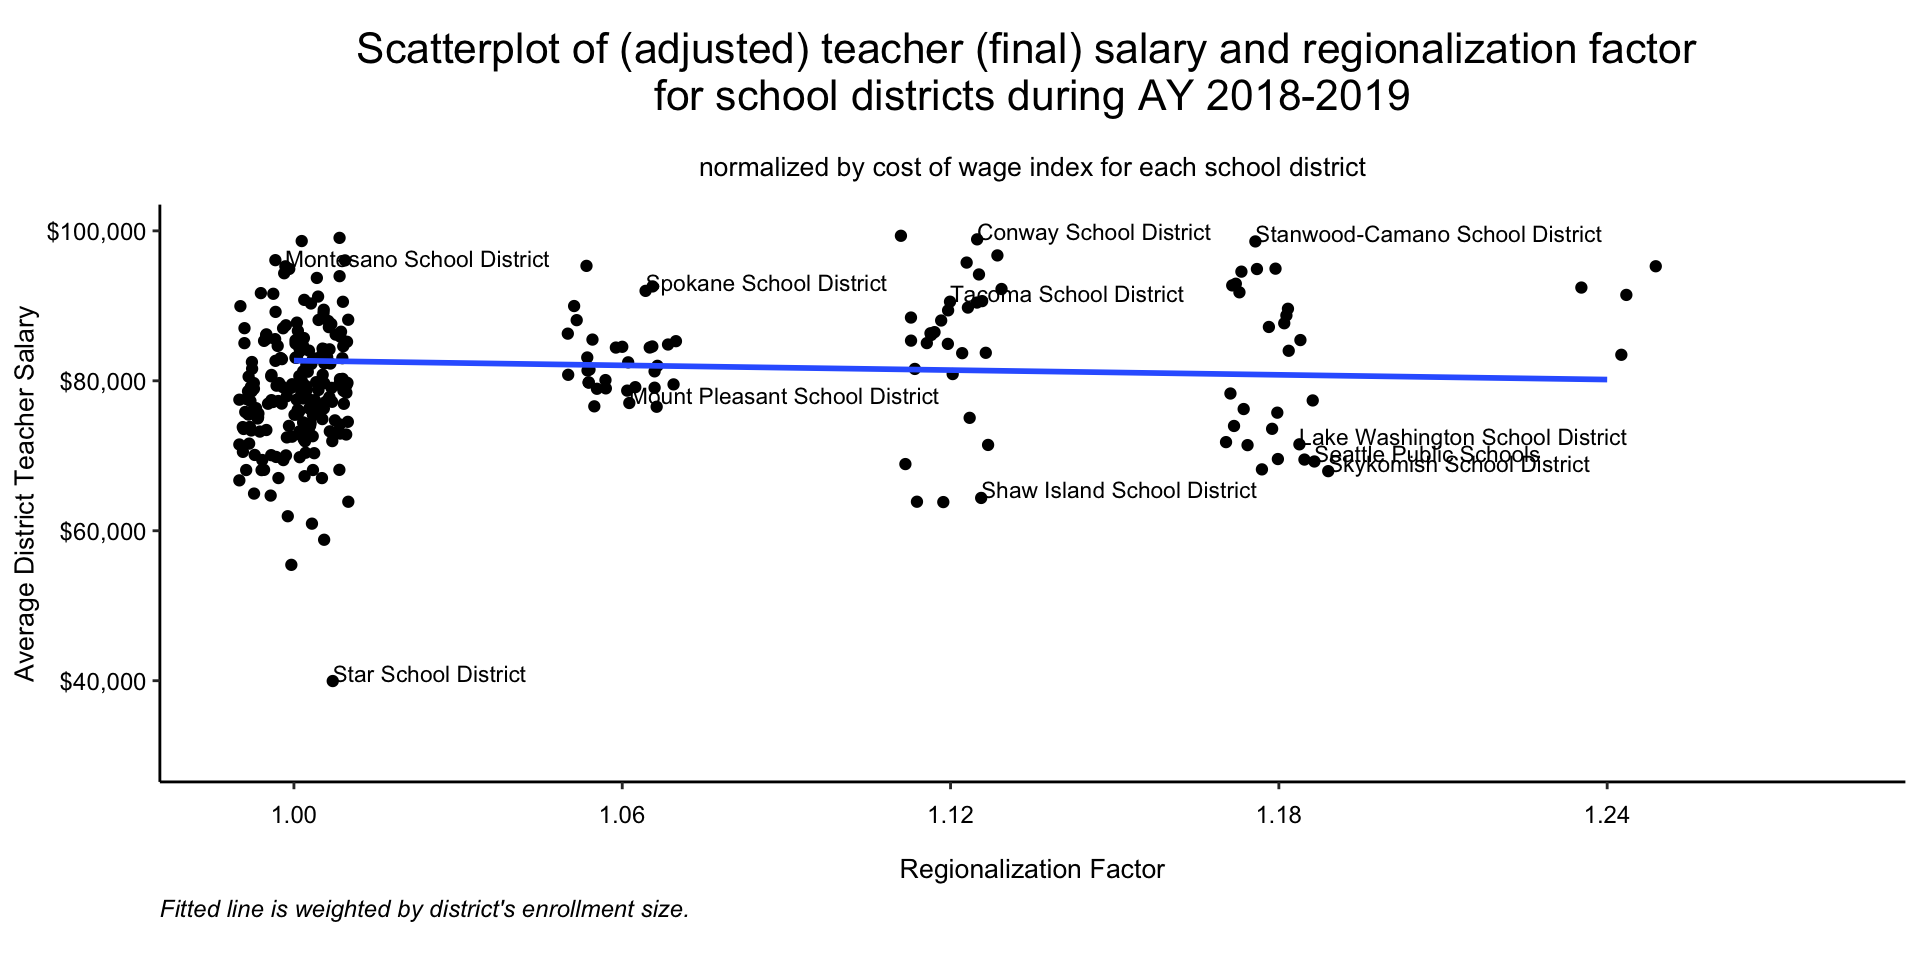 Scatterplot of (adjusted) teacher (final) salary and regionalization factor
for school districts during AY 2018-2019
normalized by cost of wage index for each school district
Average District Teacher Salary
$100,000
$80,000
$60,000
$40,000
Conway School District
Stanwood-Camano School District
Montesano School District
Spokane School District
Tacoma School District
Mount Pleasant School District
Lake Washington School District
Seattle Public Schools
Skykomish School District
Shaw Island School District
Star School District
1.00
1.06
1.12
1.18
1.24
Regionalization Factor
Fitted line is weighted by district's enrollment size.